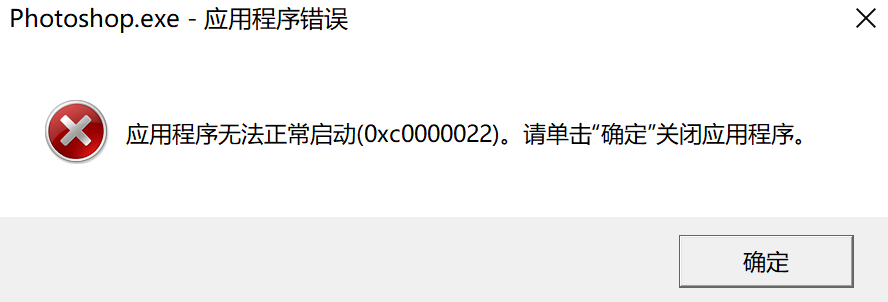 Photoshop.exe - 应用程序错误
应用程序无法正常启动(0xc0000022)。请单击“确定”关闭应用程序。
确定